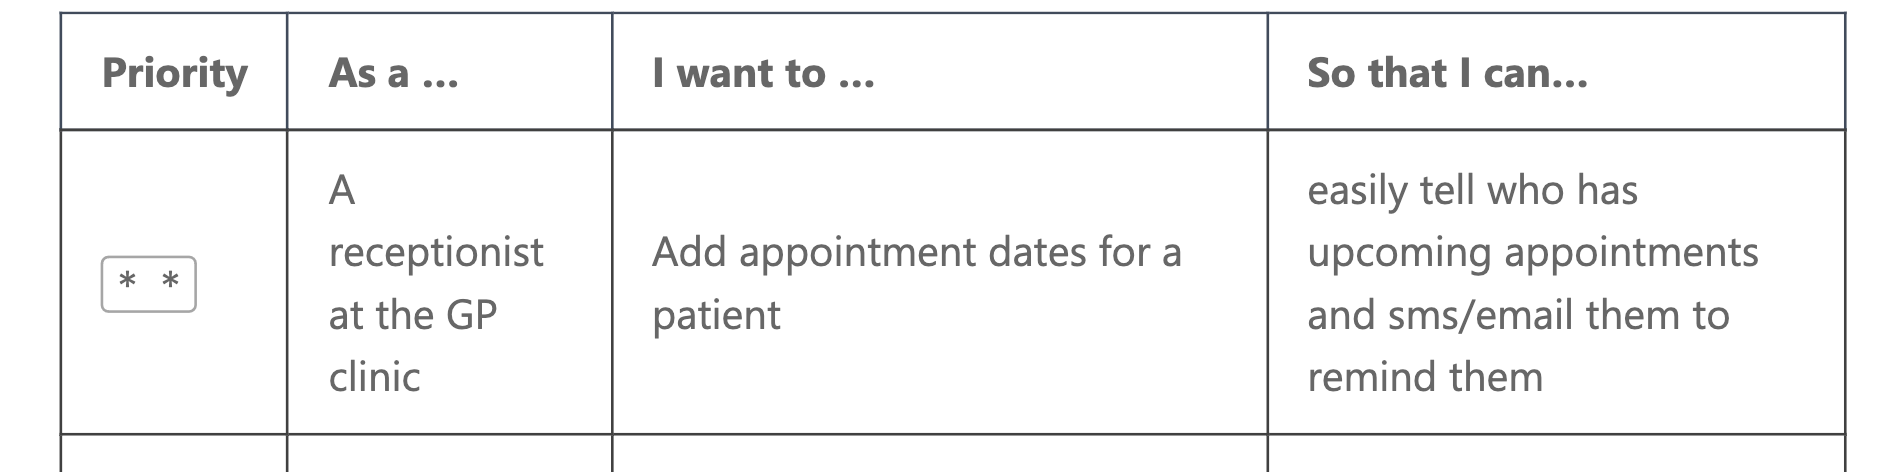 Priority
As a ...
I want to ...
So that I can...
* *
A
receptionist
at the GP
clinic
Add appointment dates for a
patient
easily tell who has
upcoming appointments
and sms/email them to
remind them